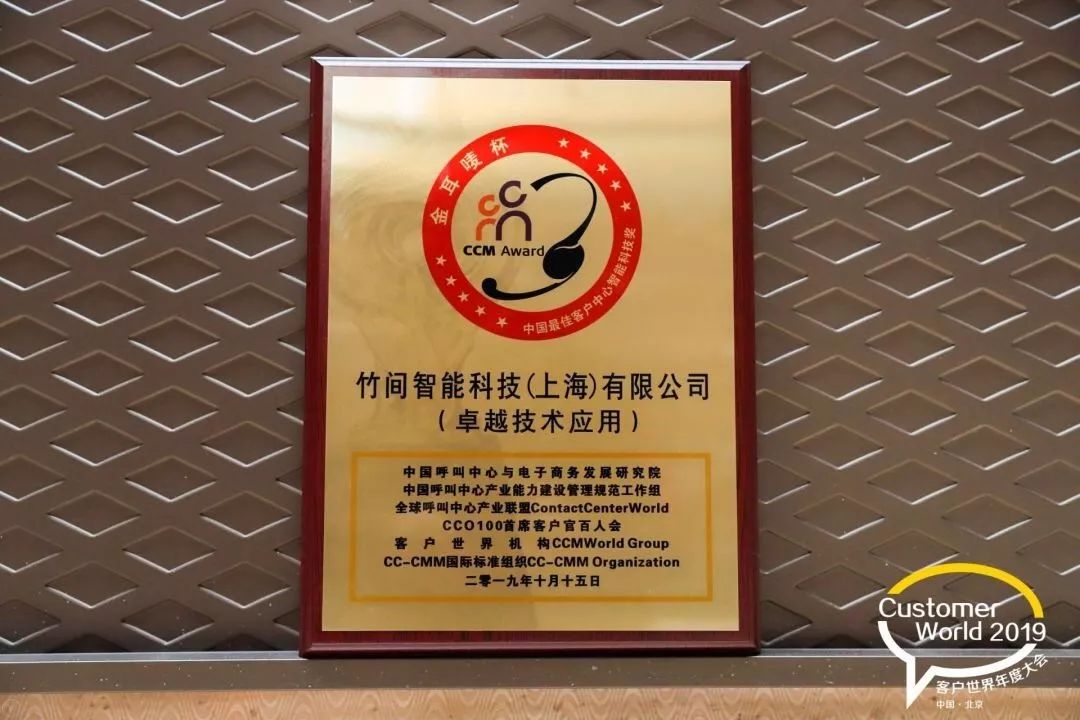 金耳唛杯
CCM
CCM Award
中国最佳客户中心智能科技奖
竹间智能科技(上海)有限公司
(卓越技术应用)
中国呼叫中心与电子商务发展研究院
中国呼叫中心产业能力建设管理规范工作组
全球呼叫中心产业联盟ContactCenterWorld
CCO100首席客户官百人会
客户世界机构CCMWorld Group
CC-CMM国际标准组织CC-CMM Organization
二零一九年十月十五日
Customer
World 2019
客户世界年度大会
中国·北京